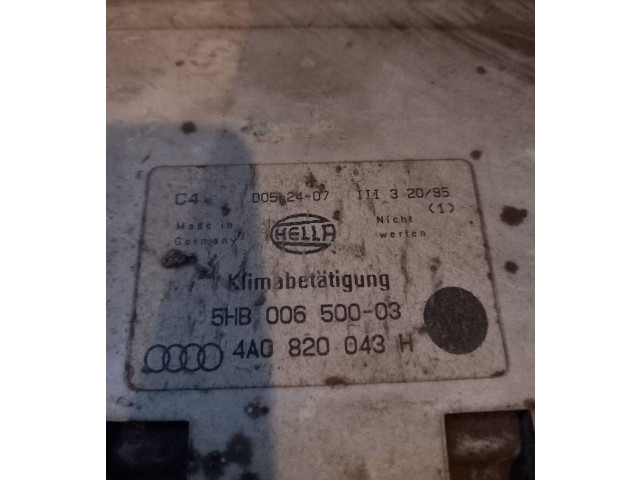 C4 D05 24-07 III 3 20/95
(1)
Made in
Germany
HELLA
Nicht
werfen
Klimabetätigung
5HB 006 500-03
4A0 820 043 H